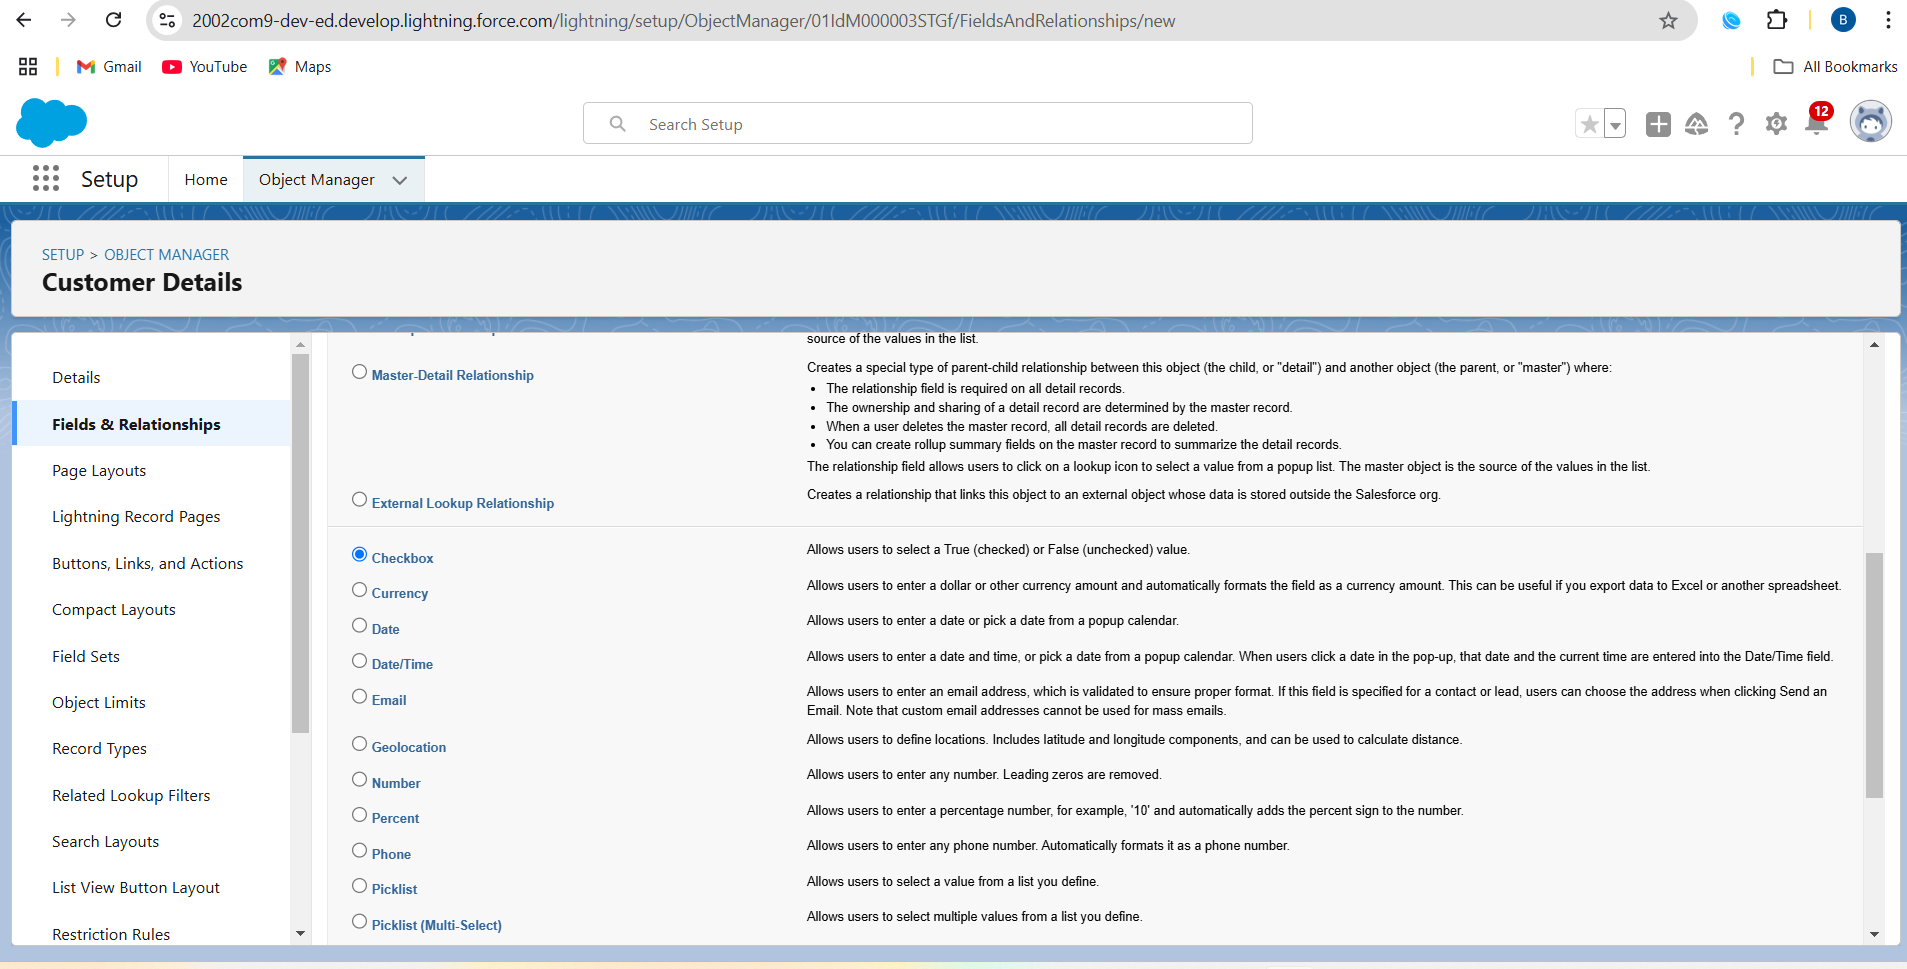 2002com9-dev-ed.develop.lightning.force.com/lightning/setup/ObjectManager/01IdM000003STGf/FieldsAndRelationships/new
B
Gmail
YouTube
Maps
All Bookmarks
Search Setup
12
Setup
Home
Object Manager
SETUP > OBJECT MANAGER
Customer Details
Details
Fields & Relationships
Page Layouts
Lightning Record Pages
Buttons, Links, and Actions
Compact Layouts
Field Sets
Object Limits
Record Types
Related Lookup Filters
Search Layouts
List View Button Layout
Restriction Rules
source of the values in the list.
Master-Detail Relationship
Creates a special type of parent-child relationship between this object (the child, or "detail") and another object (the parent, or "master") where:
• The relationship field is required on all detail records.
• The ownership and sharing of a detail record are determined by the master record.
• When a user deletes the master record, all detail records are deleted.
• You can create rollup summary fields on the master record to summarize the detail records.
The relationship field allows users to click on a lookup icon to select a value from a popup list. The master object is the source of the values in the list.
External Lookup Relationship
Creates a relationship that links this object to an external object whose data is stored outside the Salesforce org.
Checkbox
Allows users to select a True (checked) or False (unchecked) value.
Currency
Allows users to enter a dollar or other currency amount and automatically formats the field as a currency amount. This can be useful if you export data to Excel or another spreadsheet.
Date
Allows users to enter a date or pick a date from a popup calendar.
Date/Time
Allows users to enter a date and time, or pick a date from a popup calendar. When users click a date in the pop-up, that date and the current time are entered into the Date/Time field.
Email
Allows users to enter an email address, which is validated to ensure proper format. If this field is specified for a contact or lead, users can choose the address when clicking Send an
Email. Note that custom email addresses cannot be used for mass emails.
Geolocation
Allows users to define locations. Includes latitude and longitude components, and can be used to calculate distance.
Number
Allows users to enter any number. Leading zeros are removed.
Percent
Allows users to enter a percentage number, for example, '10' and automatically adds the percent sign to the number.
Phone
Allows users to enter any phone number. Automatically formats it as a phone number.
Picklist
Allows users to select a value from a list you define.
Picklist (Multi-Select)
Allows users to select multiple values from a list you define.